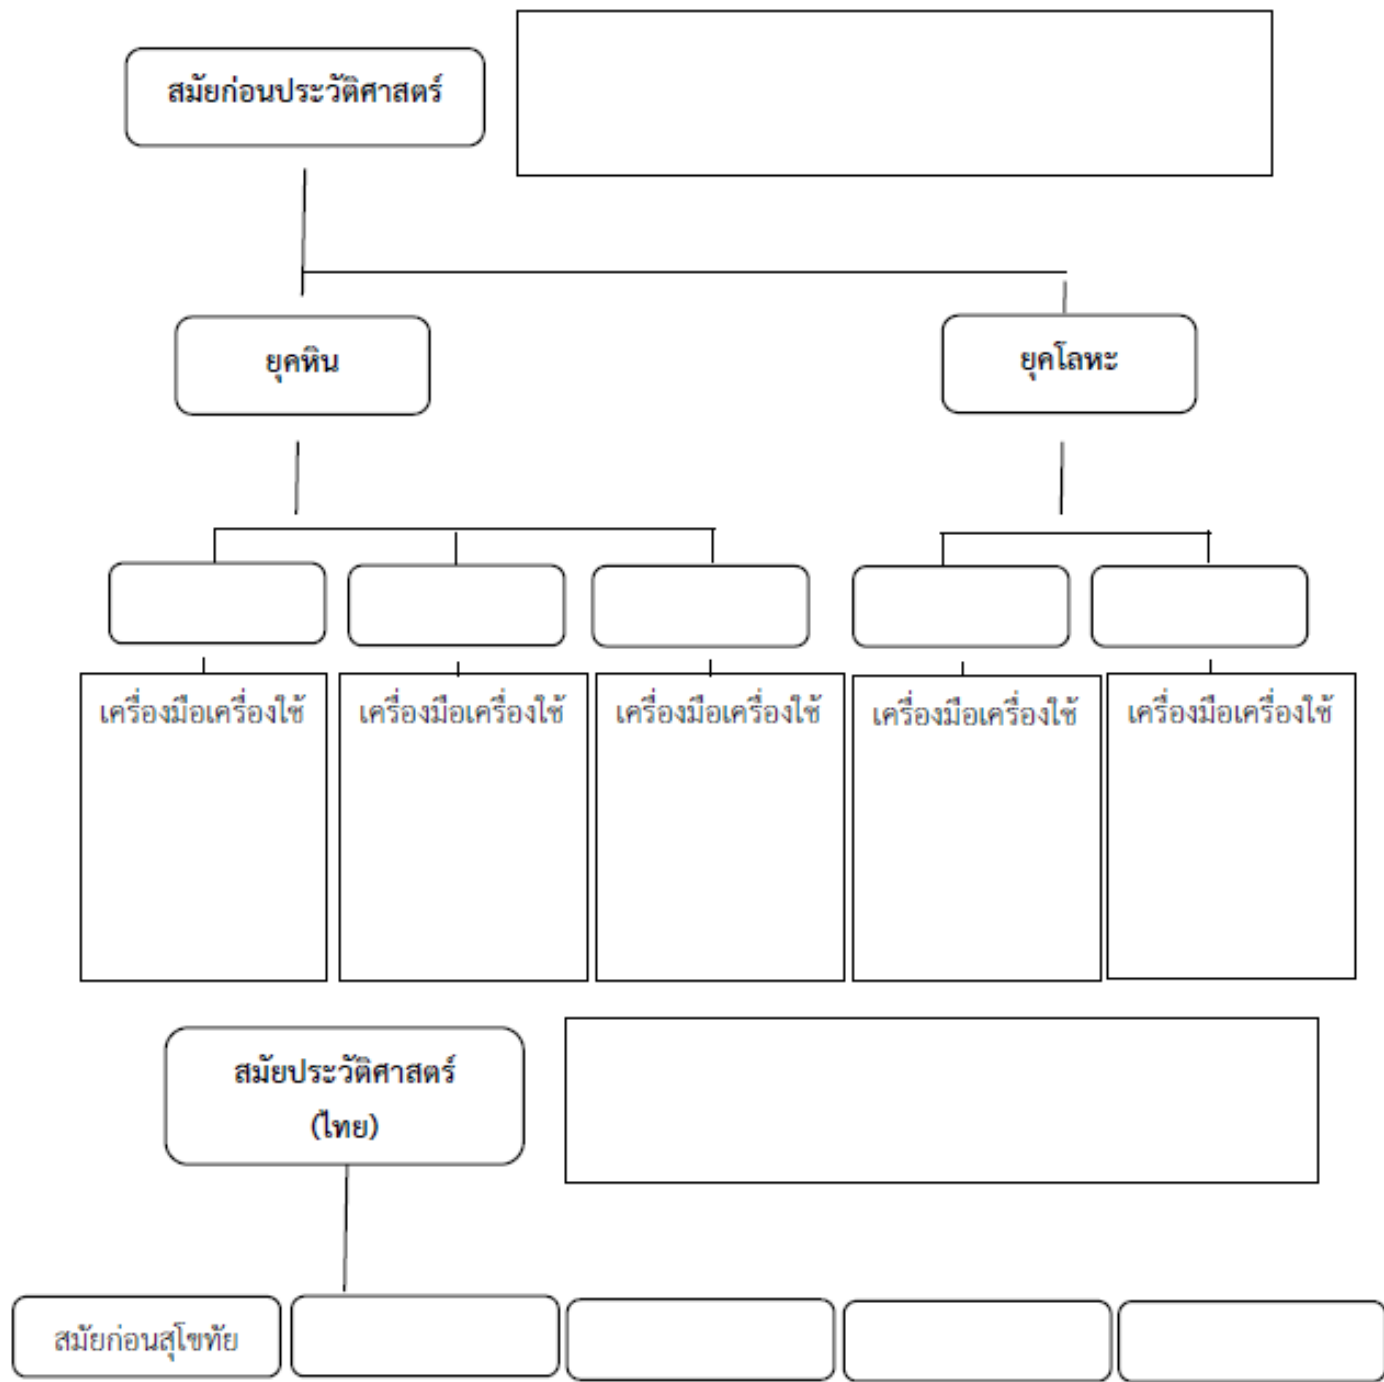 สมัยก่อนประวัติศาสตร์
ยุคหิน
ยุคโลหะ
เครื่องมือเครื่องใช้
เครื่องมือเครื่องใช้
เครื่องมือเครื่องใช้
เครื่องมือเครื่องใช้
เครื่องมือเครื่องใช้
สมัยประวัติศาสตร์
(ไทย)
สมัยก่อนสุโขทัย